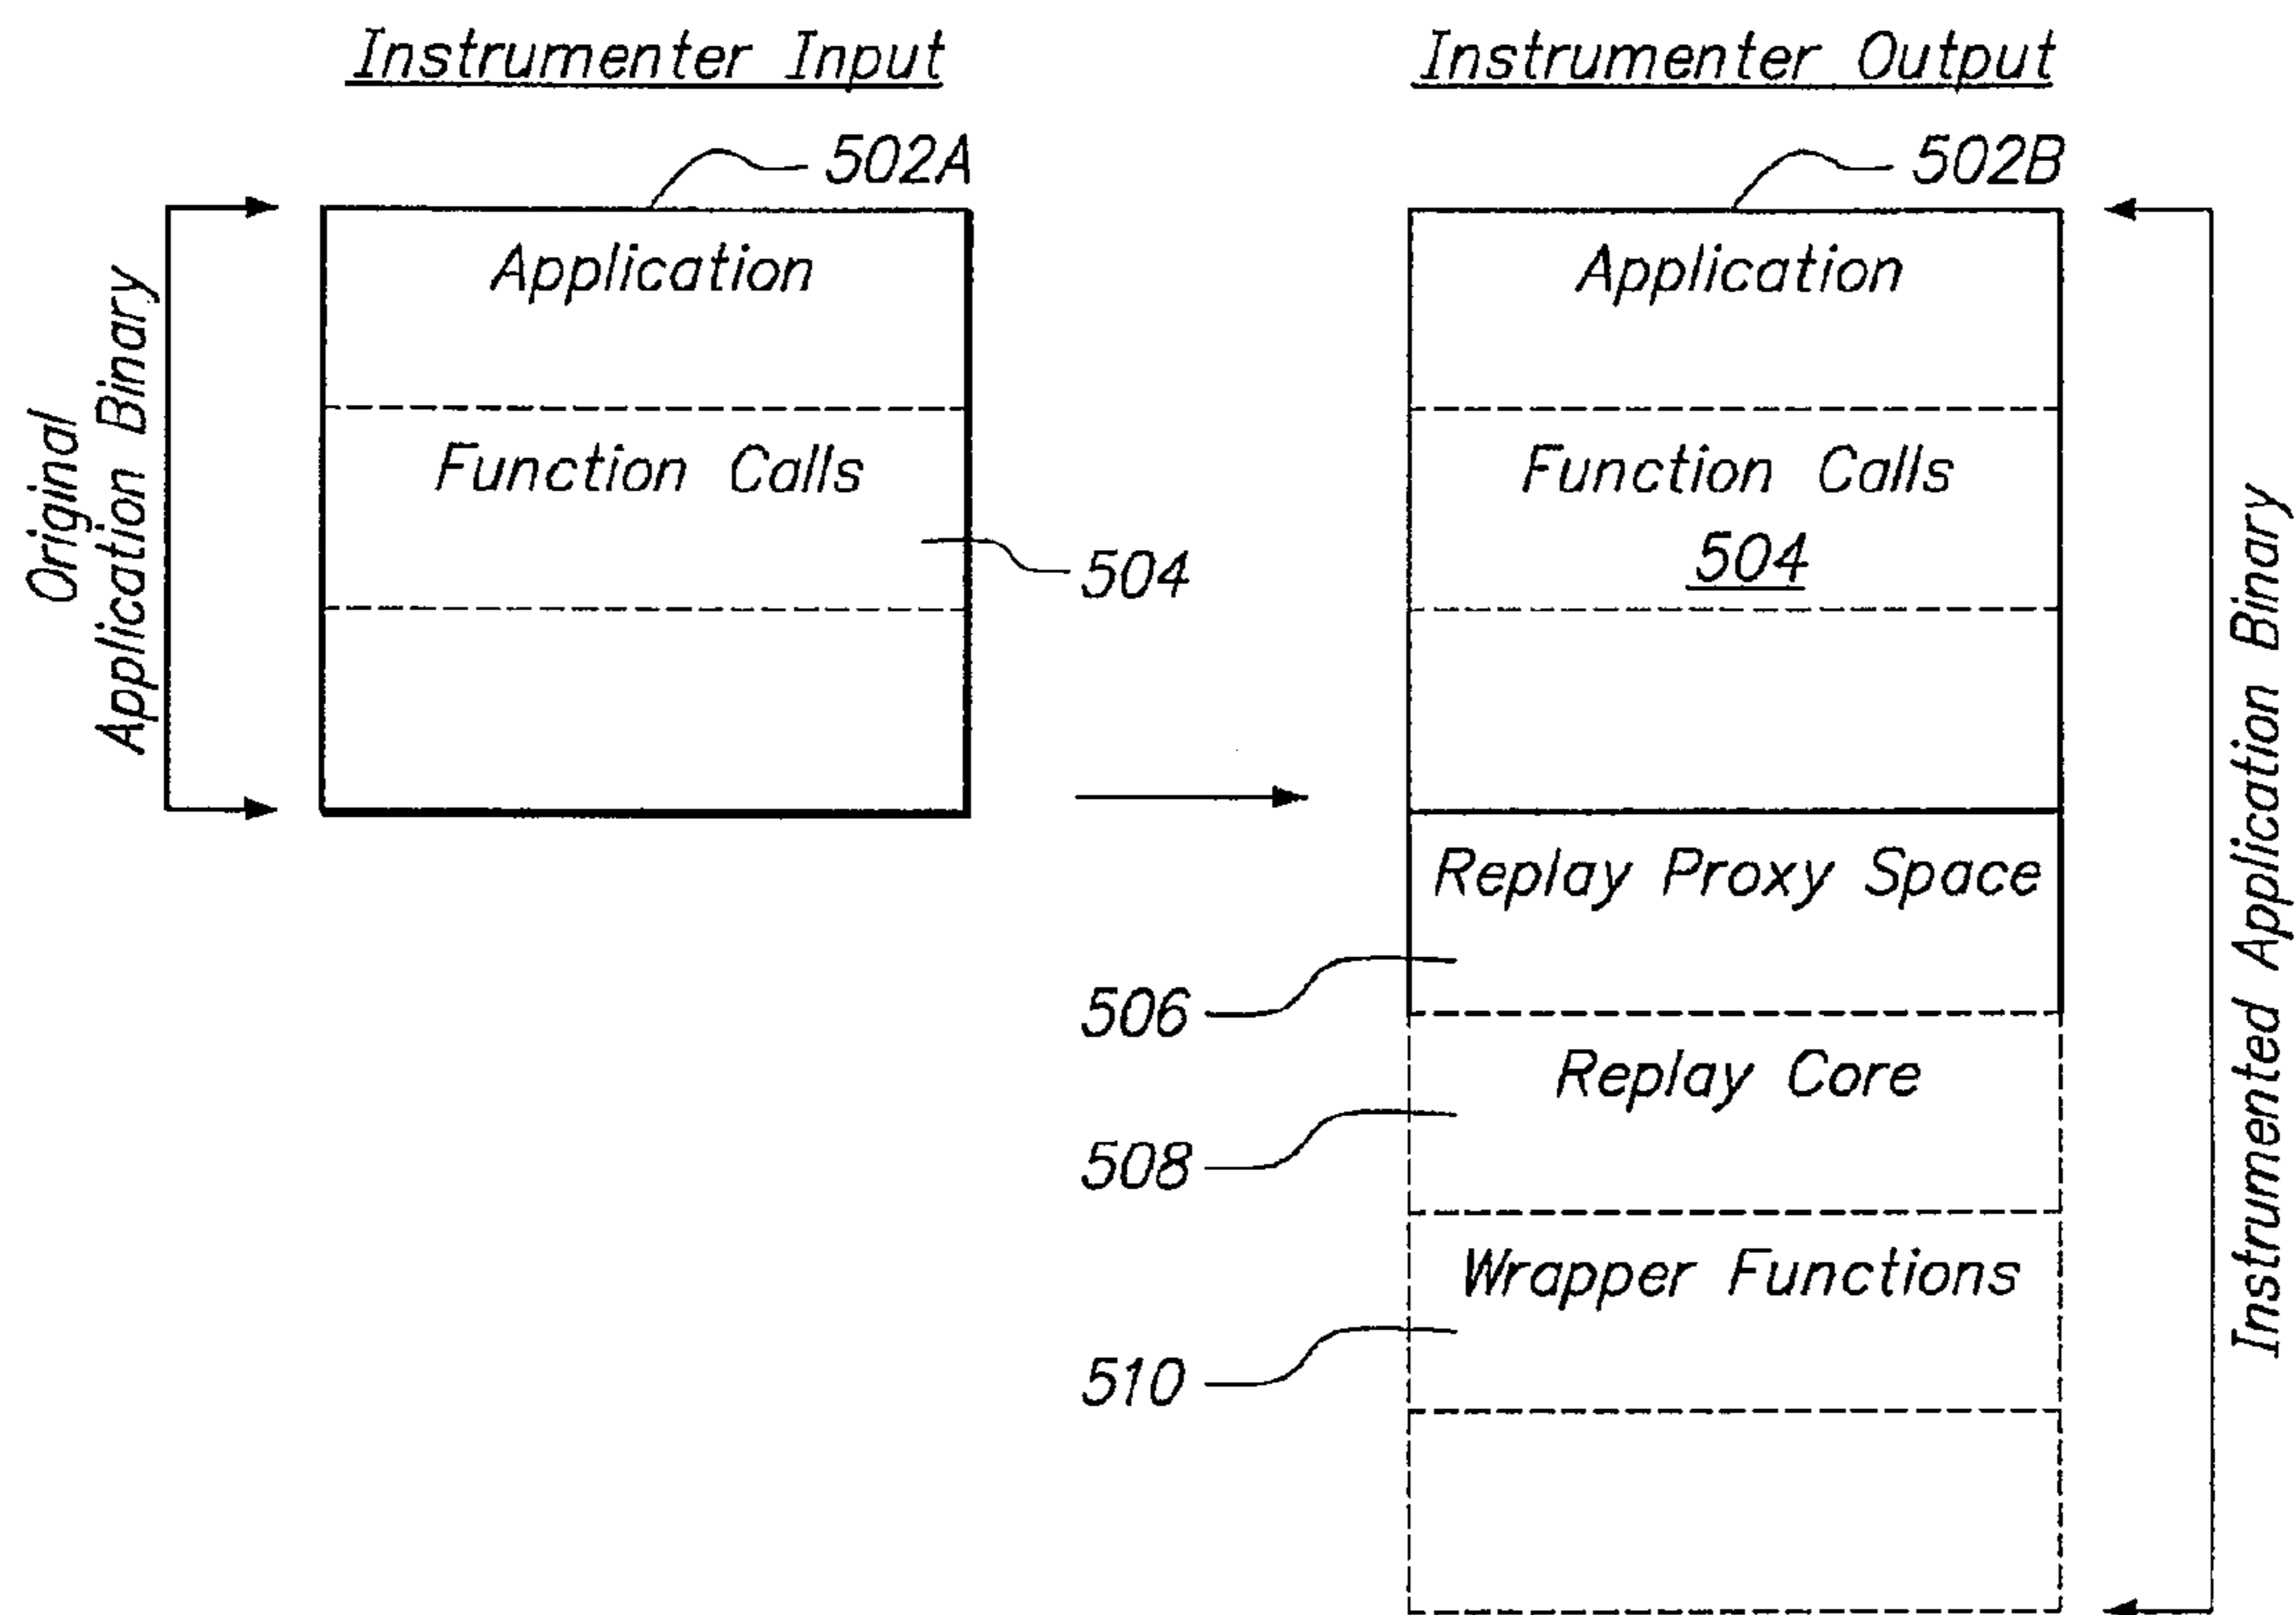 Instrumenter Input
502A
Original
Application Binary
Application
Function Calls
504
Instrumenter Output
502B
Application
Function Calls
504
Replay Proxy Space
506
Replay Core
508
Wrapper Functions
510
Instrumented Application Binary